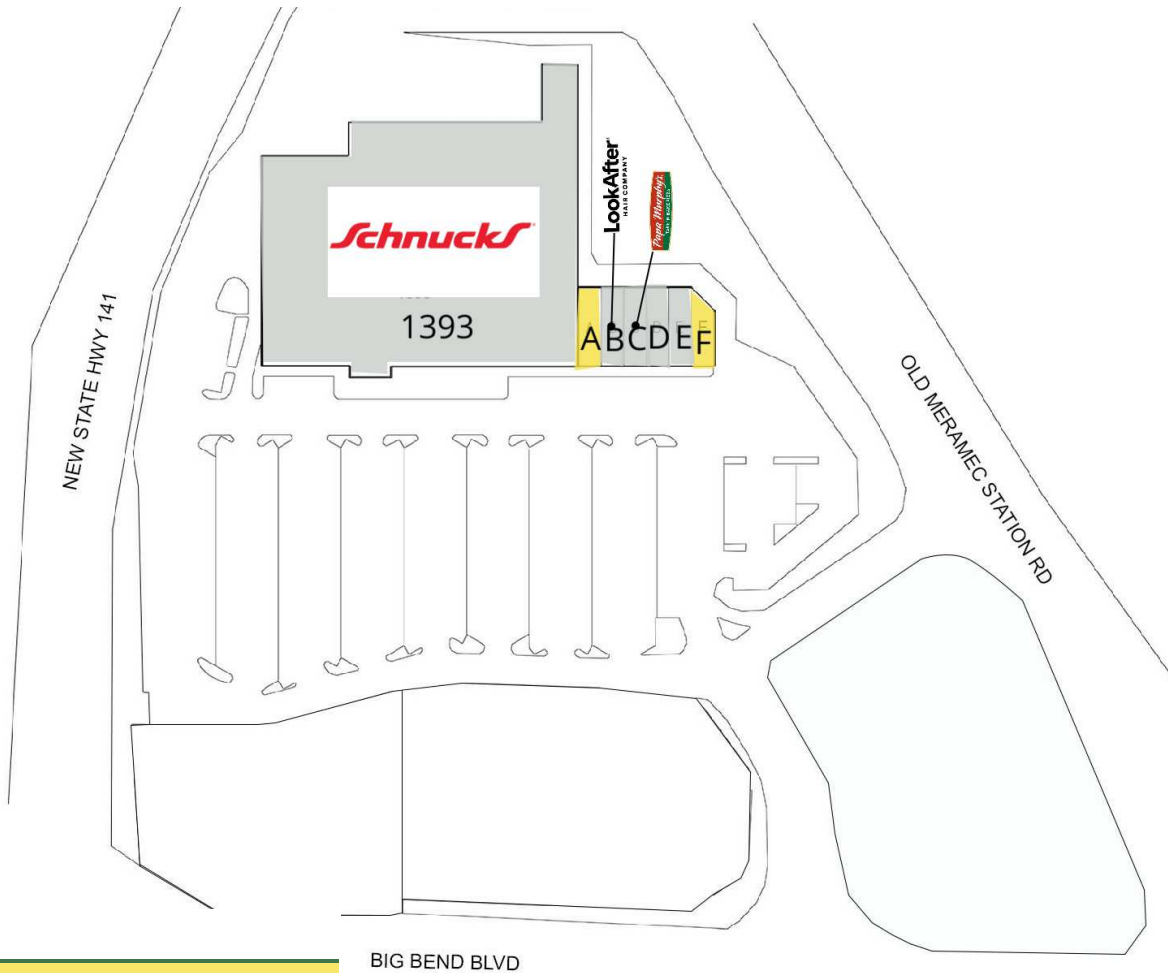 LookAfter
HAIR COMPANY
Papa Murphy's
Schnucks
1393
A
B
C
D
E
F
NEW STATE HWY 141
OLD MERAMEC STATION RD
BIG BEND BLVD